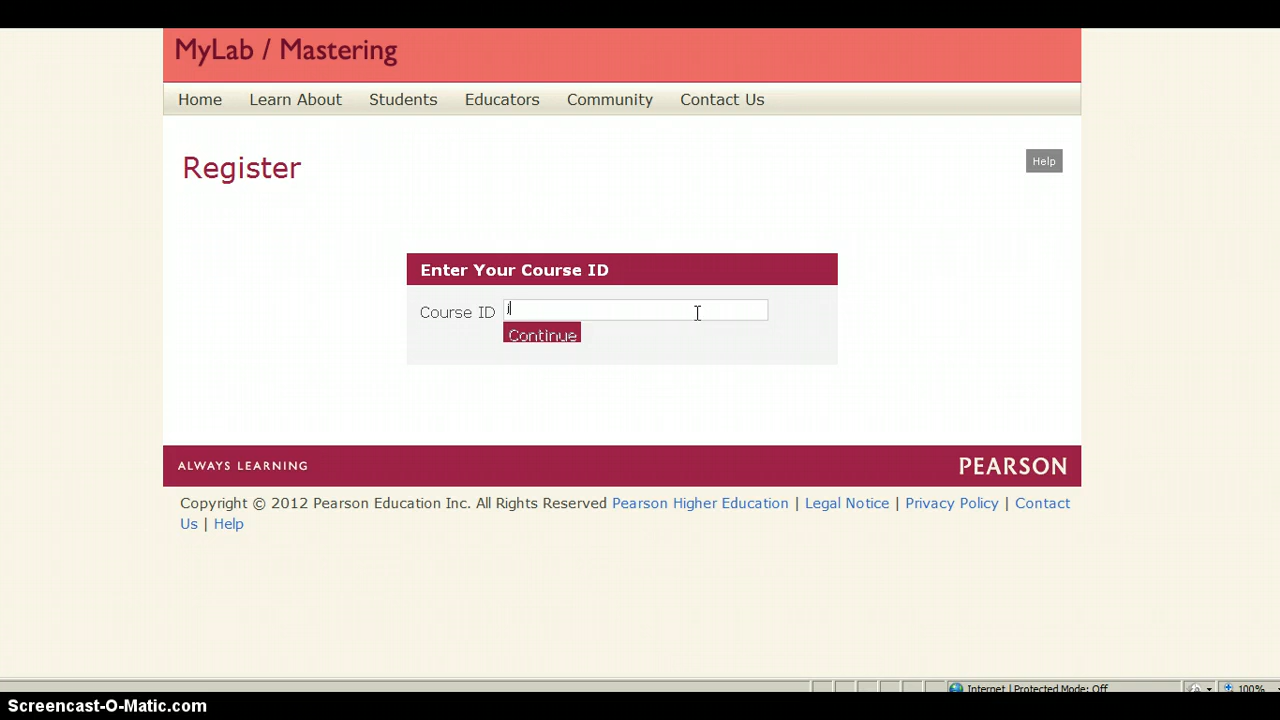 MyLab / Mastering
Home Learn About Students Educators Community Contact Us
Register
Help
Enter Your Course ID
Course ID
Continue
ALWAYS LEARNING PEARSON
Copyright © 2012 Pearson Education Inc. All Rights Reserved Pearson Higher Education | Legal Notice | Privacy Policy | Contact
Us | Help
Internet | Protected Mode: Off 100%
Screencast-O-Matic.com